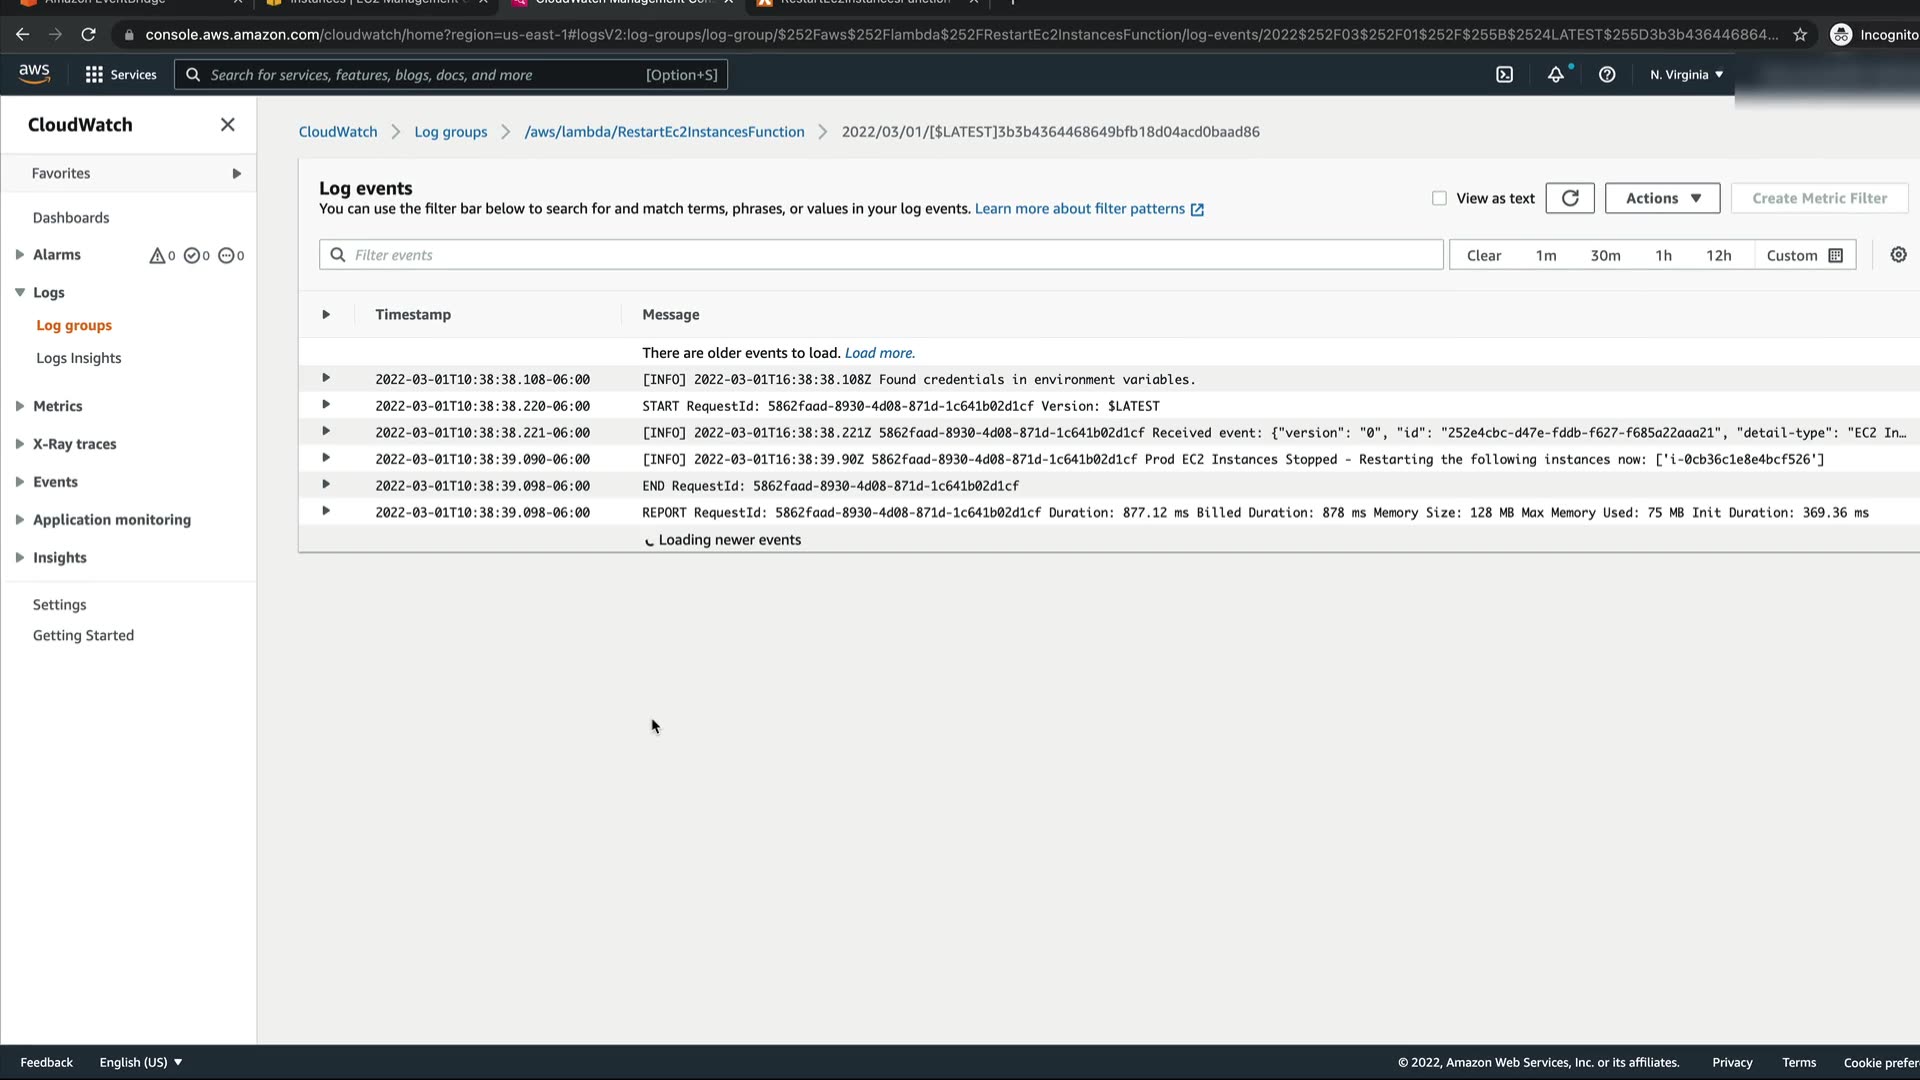 Amazon EventBridge
Instances | EC2 Management C
CloudWatch Management Con
RestartEc2InstancesFunction
console.aws.amazon.com/cloudwatch/home?region=us-east-1#logsV2:log-groups/log-group/$252Faws$252Flambda$252FRestartEc2InstancesFunction/log-events/2022$252F03$252F01$252F$255B$2524LATEST$255D3b3b436446864...
Incognito
aws
Services
Search for services, features, blogs, docs, and more
[Option+S]
N. Virginia
CloudWatch
Favorites
Dashboards
Alarms 0 0 0
Logs
Log groups
Logs Insights
Metrics
X-Ray traces
Events
Application monitoring
Insights
Settings
Getting Started
CloudWatch
Log groups
/aws/lambda/RestartEc2InstancesFunction
2022/03/01/[$LATEST]3b3b4364468649bfb18d04acd0baad86
Log events
You can use the filter bar below to search for and match terms, phrases, or values in your log events. Learn more about filter patterns
View as text
Actions
Create Metric Filter
Filter events
Clear 1m 30m 1h 12h Custom
Timestamp Message
There are older events to load. Load more.
2022-03-01T10:38:38.108-06:00 [INFO] 2022-03-01T16:38:38.108Z Found credentials in environment variables.
2022-03-01T10:38:38.220-06:00 START RequestId: 5862faad-8930-4d08-871d-1c641b02d1cf Version: $LATEST
2022-03-01T10:38:38.221-06:00 [INFO] 2022-03-01T16:38:38.221Z 5862faad-8930-4d08-871d-1c641b02d1cf Received event: {"version": "0", "id": "252e4cbc-d47e-fddb-f627-f685a22aaa21", "detail-type": "EC2 In…
2022-03-01T10:38:39.090-06:00 [INFO] 2022-03-01T16:38:39.90Z 5862faad-8930-4d08-871d-1c641b02d1cf Prod EC2 Instances Stopped - Restarting the following instances now: ['i-0cb36c1e8e4bcf526']
2022-03-01T10:38:39.098-06:00 END RequestId: 5862faad-8930-4d08-871d-1c641b02d1cf
2022-03-01T10:38:39.098-06:00 REPORT RequestId: 5862faad-8930-4d08-871d-1c641b02d1cf Duration: 877.12 ms Billed Duration: 878 ms Memory Size: 128 MB Max Memory Used: 75 MB Init Duration: 369.36 ms
Loading newer events
Feedback
English (US)
© 2022, Amazon Web Services, Inc. or its affiliates.
Privacy
Terms
Cookie prefer